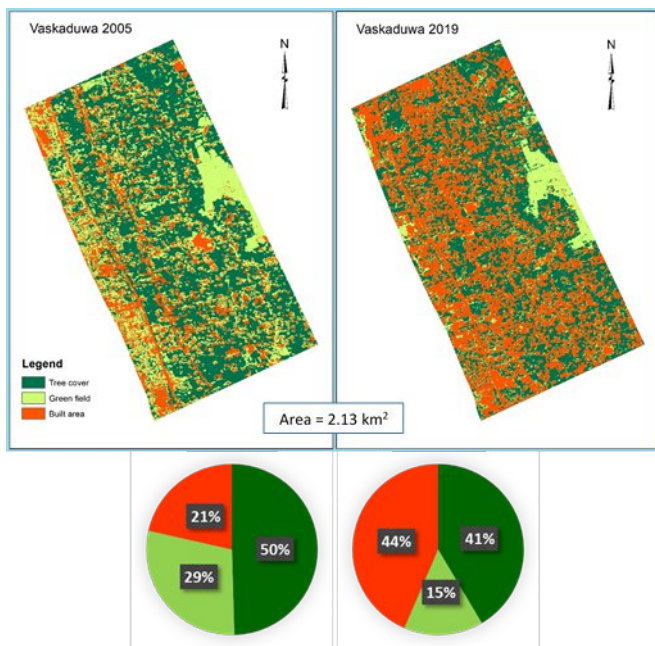 Vaskaduwa 2005
N
Vaskaduwa 2019
N
Legend
Tree cover
Green field
Built area
Area = 2.13 km²
21%
50%
29%
44%
41%
15%